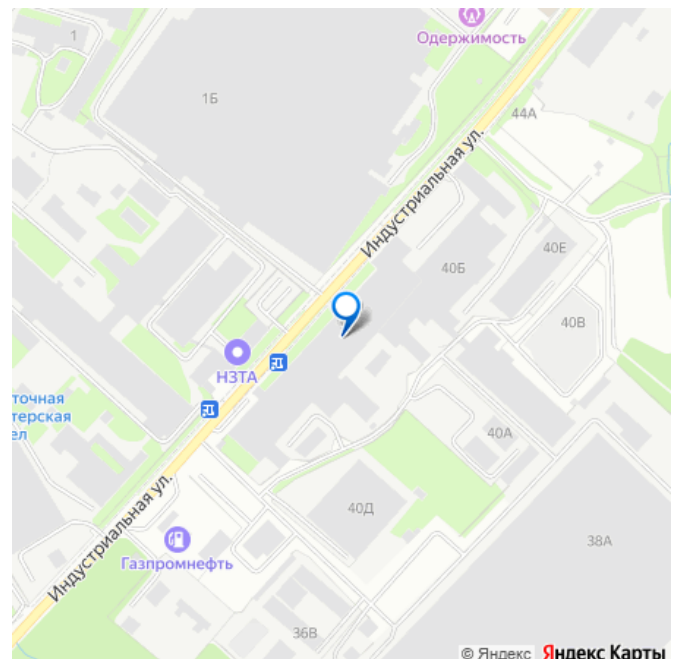 1
Одержимость
1Б
44А
Индустриальная ул.
40Е
40Б
40В
НЗТА
точная
терская
ел
40А
40Д
Индустриальная ул.
38А
Газпромнефть
36В
© Яндекс Яндекс Карты